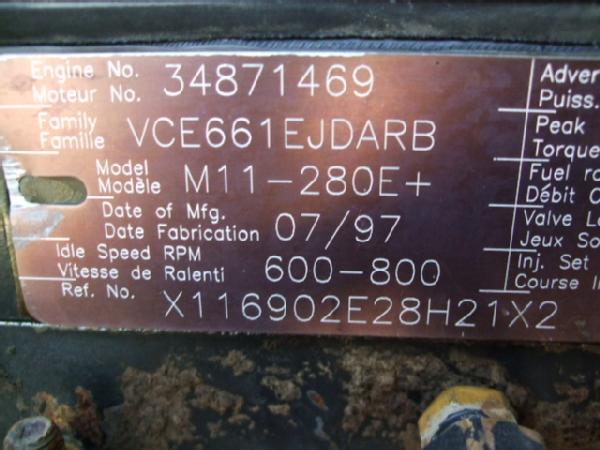 Engine No.
Moteur No. 34871469
Family
Famille VCE661EJDARB
Model
Modèle M11-280E+
Date of Mfg.
Date Fabrication 07/97
Idle Speed RPM
Vitesse de Ralenti 600-800
Ref. No. X116902E28H21X2
Adver
Puiss.
Peak
Torque
Fuel ra
Débit C
Valve La
Jeux So
Inj. Set
Course In